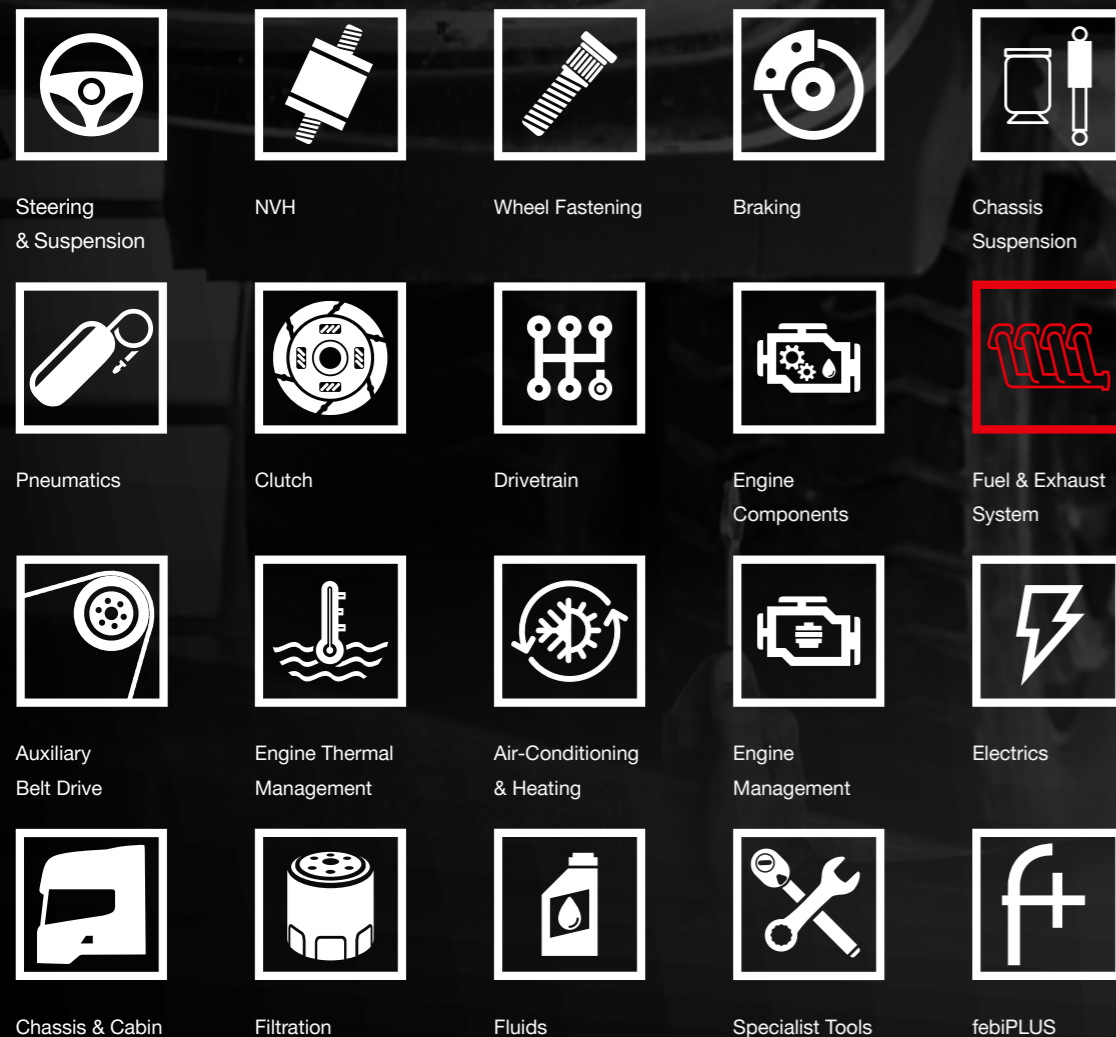 Steering
& Suspension
NVH
Wheel Fastening
Braking
Chassis
Suspension
Pneumatics
Clutch
Drivetrain
Engine
Components
Fuel & Exhaust
System
Auxiliary
Belt Drive
Engine Thermal
Management
Air-Conditioning
& Heating
Engine
Management
Electrics
Chassis & Cabin
Filtration
Fluids
Specialist Tools
febiPLUS